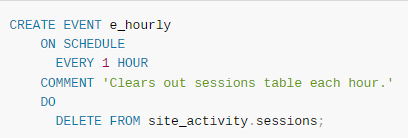 CREATE EVENT e_hourly
ON SCHEDULE
EVERY 1 HOUR
COMMENT 'Clears out sessions table each hour.'
DO
DELETE FROM site_activity.sessions;